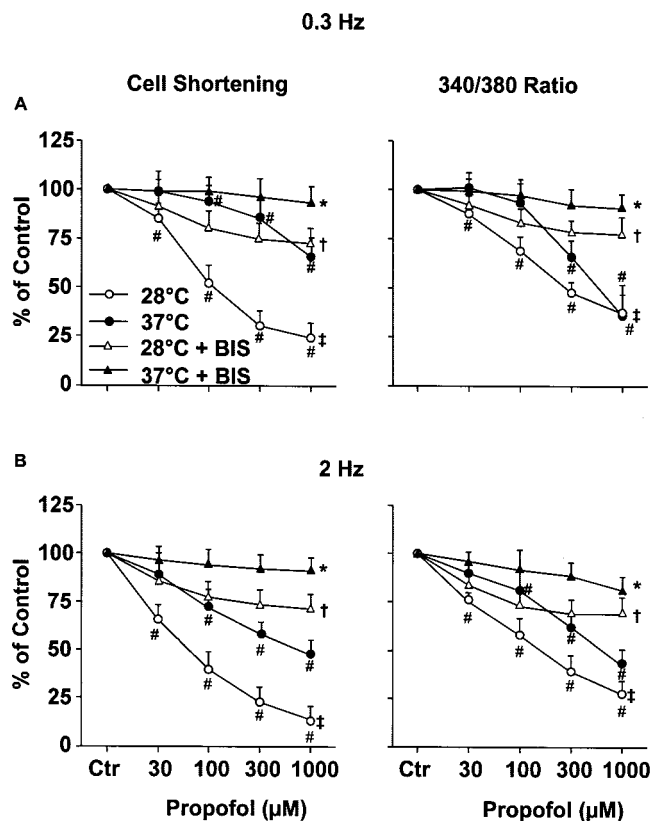 0.3 Hz
Cell Shortening
340/380 Ratio
A
125
100
75
50
25
0
% of Control
28°C
37°C
28°C + BIS
37°C + BIS
# # # # # # # * † ‡
# # # # # * † ‡
B
2 Hz
125
100
75
50
25
0
% of Control
# # # # # # # * † ‡
# # # # # # # * † ‡
Ctr 30 100 300 1000
Ctr 30 100 300 1000
Propofol (µM)
Propofol (µM)